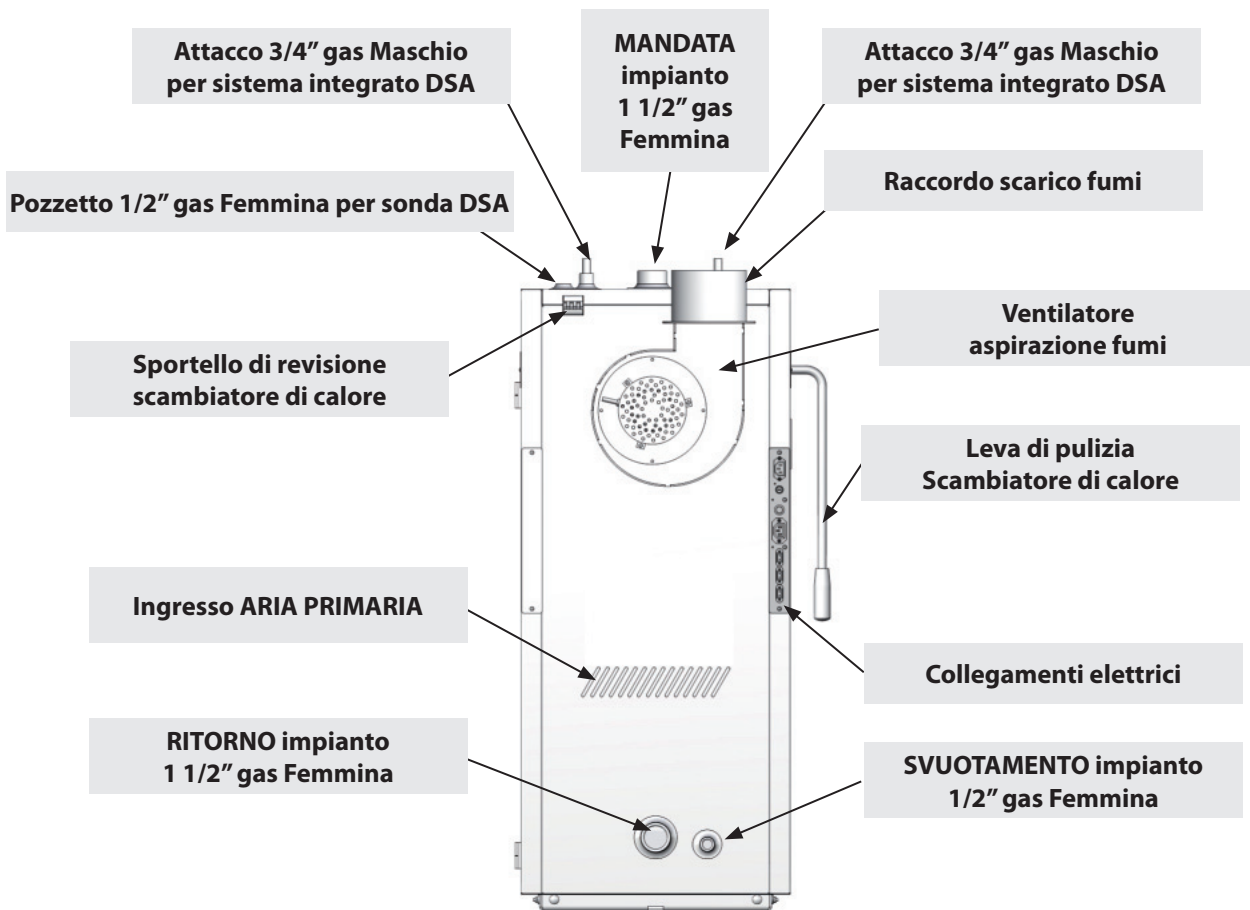 Attacco 3/4” gas Maschio
per sistema integrato DSA
MANDATA
impianto
1 1/2” gas
Femmina
Attacco 3/4” gas Maschio
per sistema integrato DSA
Pozzetto 1/2” gas Femmina per sonda DSA
Raccordo scarico fumi
Ventilatore
aspirazione fumi
Sportello di revisione
scambiatore di calore
Leva di pulizia
Scambiatore di calore
Ingresso ARIA PRIMARIA
Collegamenti elettrici
RITORNO impianto
1 1/2” gas Femmina
SVUOTAMENTO impianto
1/2” gas Femmina